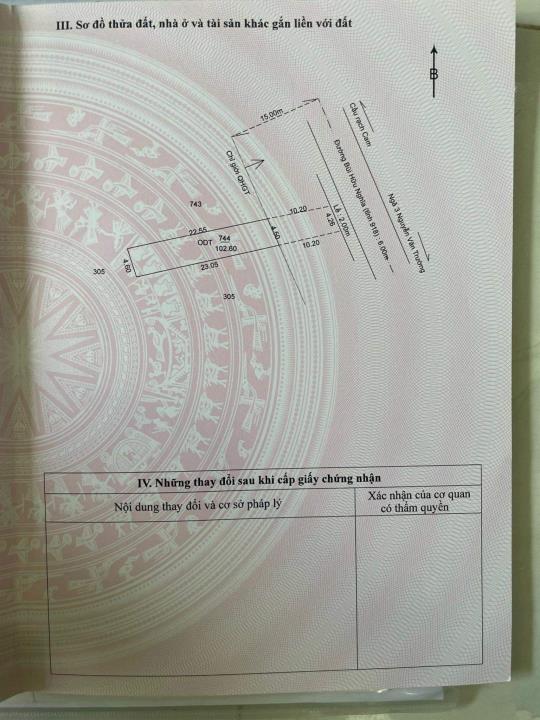 III. Sơ đồ thửa đất, nhà ở và tài sản khác gắn liền với đất
B
15.00m
Cầu rạch Cam
Chỉ giới QHGT
Đường Bùi Hữu Nghĩa (tỉnh 918) : 6.00m
Ngã 3 Nguyễn Văn Trường
743
10.20
Lề : 2.00m
4.26
22.55
4.50
ODT 744
102.60
10.20
4.60
23.05
305
305
IV. Những thay đổi sau khi cấp giấy chứng nhận
Nội dung thay đổi và cơ sở pháp lý
Xác nhận của cơ quan
có thẩm quyền